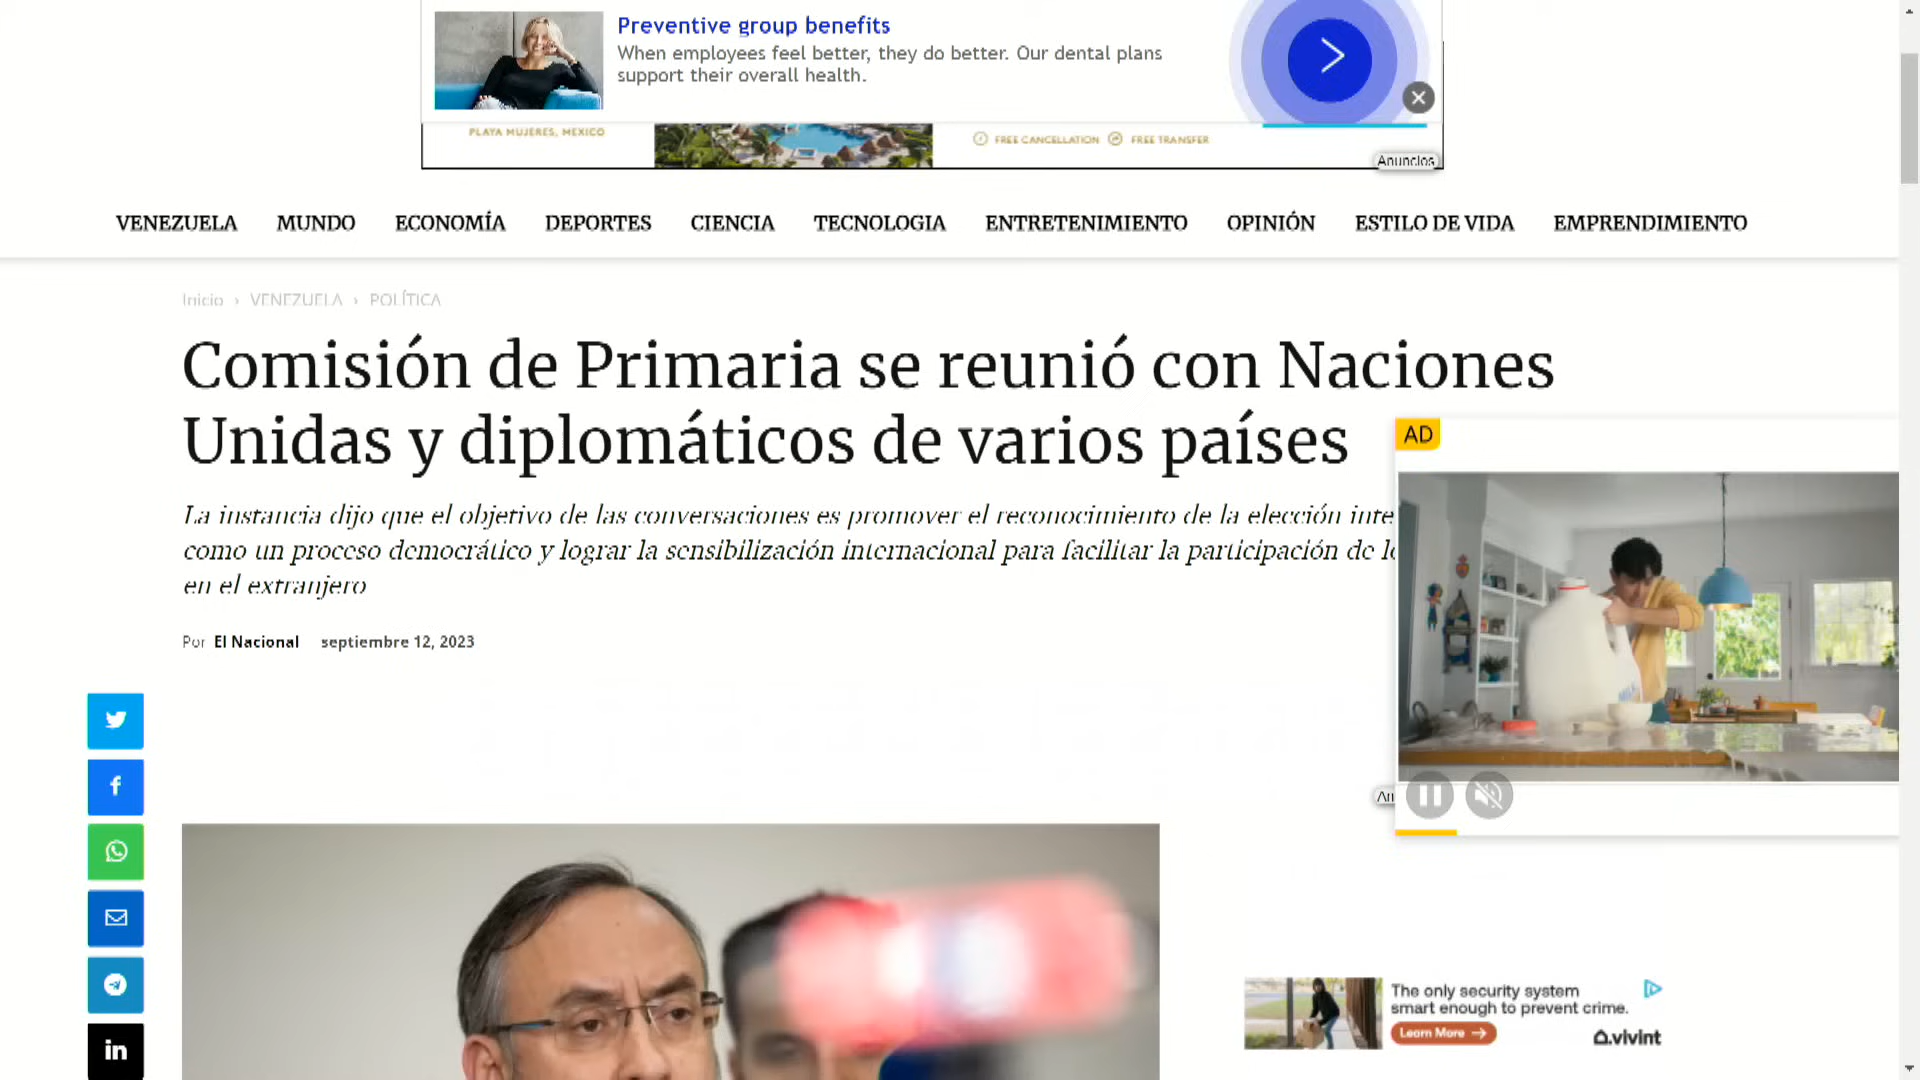 Preventive group benefits
When employees feel better, they do better. Our dental plans
support their overall health.
PLAYA MUJERES, MEXICO
FREE CANCELLATION FREE TRANSFER
Anuncios
VENEZUELA MUNDO ECONOMÍA DEPORTES CIENCIA TECNOLOGIA ENTRETENIMIENTO OPINIÓN ESTILO DE VIDA EMPRENDIMIENTO
Inicio › VENEZUELA › POLÍTICA
Comisión de Primaria se reunió con Naciones
Unidas y diplomáticos de varios países
AD
La instancia dijo que el objetivo de las conversaciones es promover el reconocimiento de la elección inte
como un proceso democrático y lograr la sensibilización internacional para facilitar la participación de lo
en el extranjero
Por El Nacional septiembre 12, 2023
An
The only security system
smart enough to prevent crime.
Learn More →
vivint